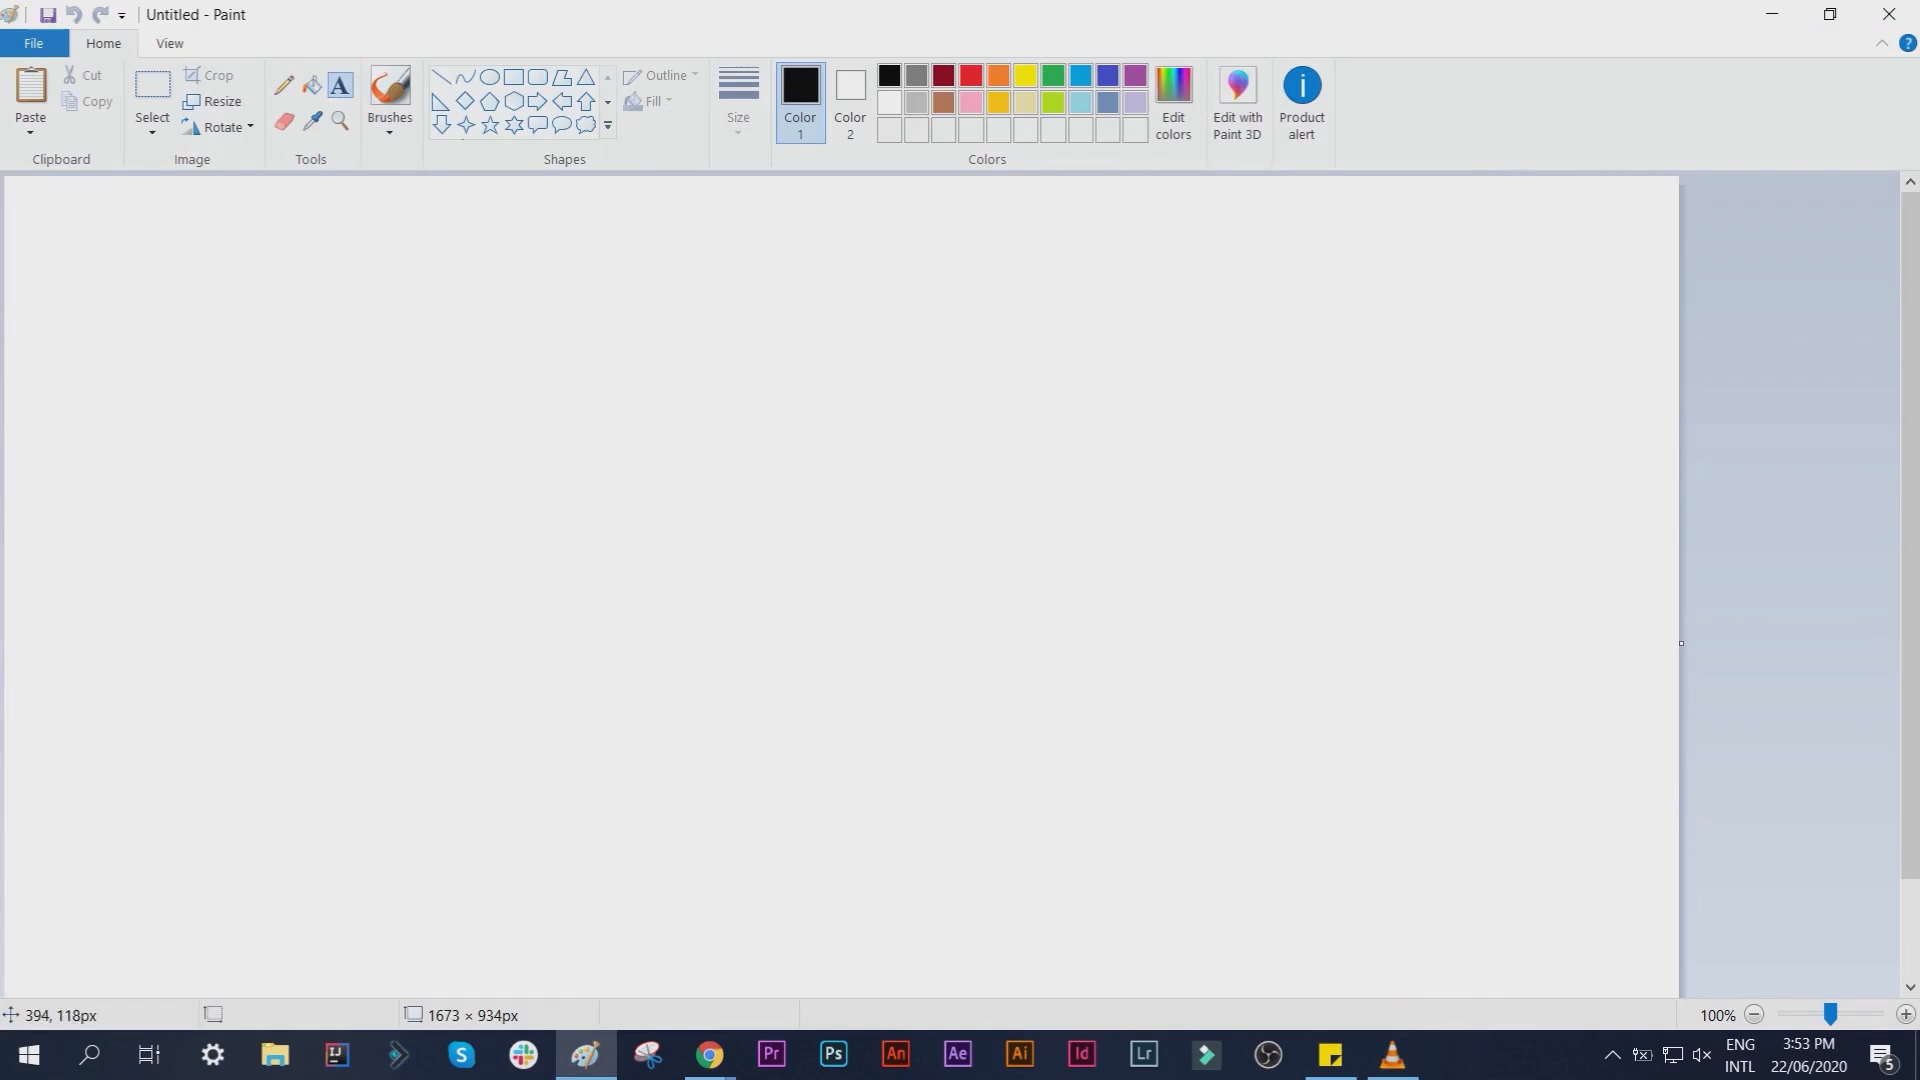 Untitled - Paint
File Home View
Paste
Cut
Copy
Clipboard
Select
Crop
Resize
Rotate
Image
A
Tools
Brushes
Shapes
Outline
Fill
Size
Color 1
Color 2
Colors
Edit colors
Edit with Paint 3D
Product alert
394, 118px
1673 × 934px
100%
IJ
S
Pr
Ps
An
Ae
Ai
Id
Lr
ENG
INTL
3:53 PM
22/06/2020
5